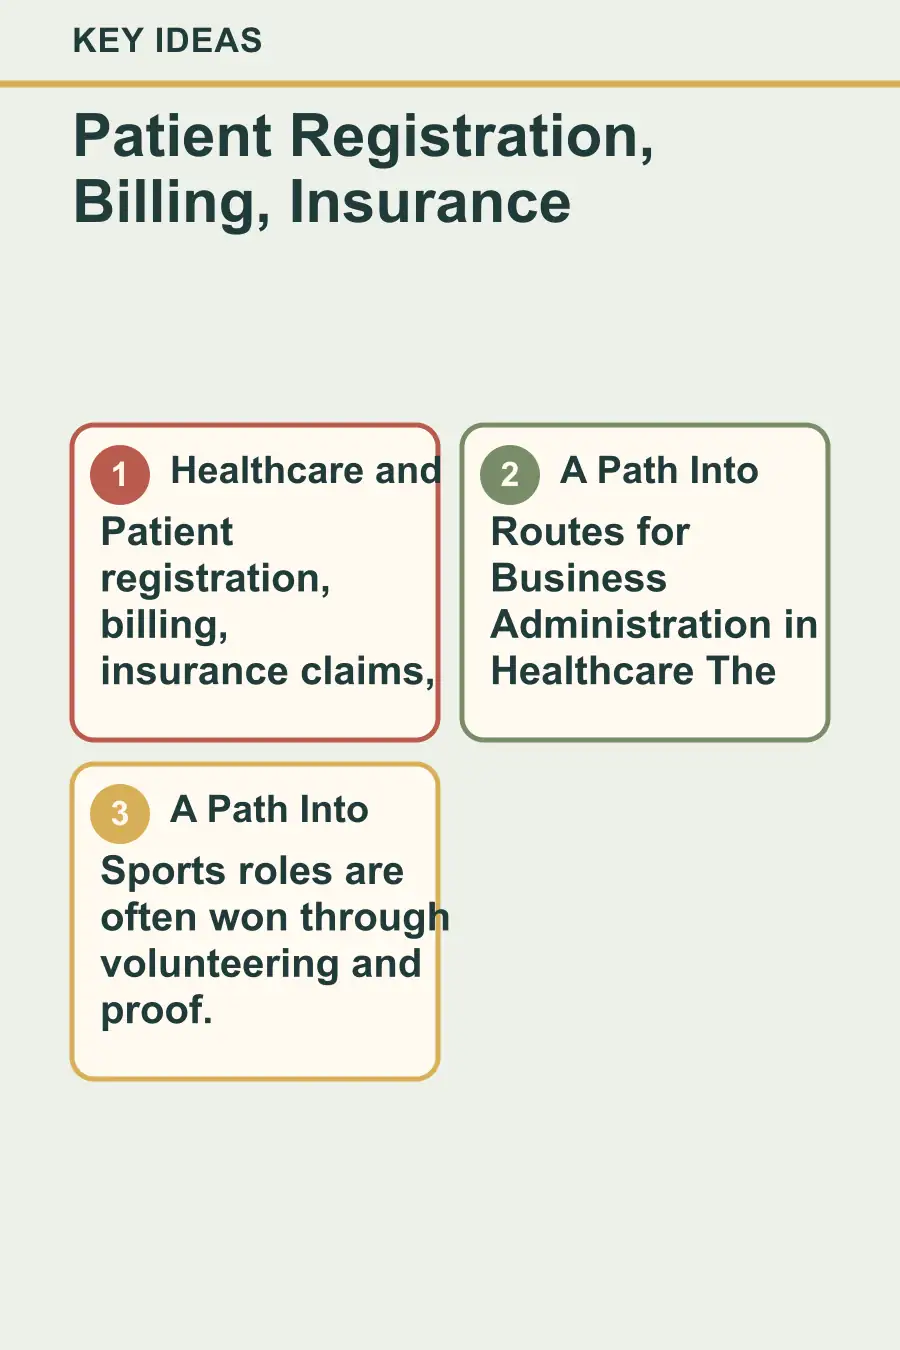 KEY IDEAS
Patient Registration,
Billing, Insurance
1 Healthcare and
Patient
registration,
billing,
insurance claims,
2 A Path Into
Routes for
Business
Administration in
Healthcare The
3 A Path Into
Sports roles are
often won through
volunteering and
proof.